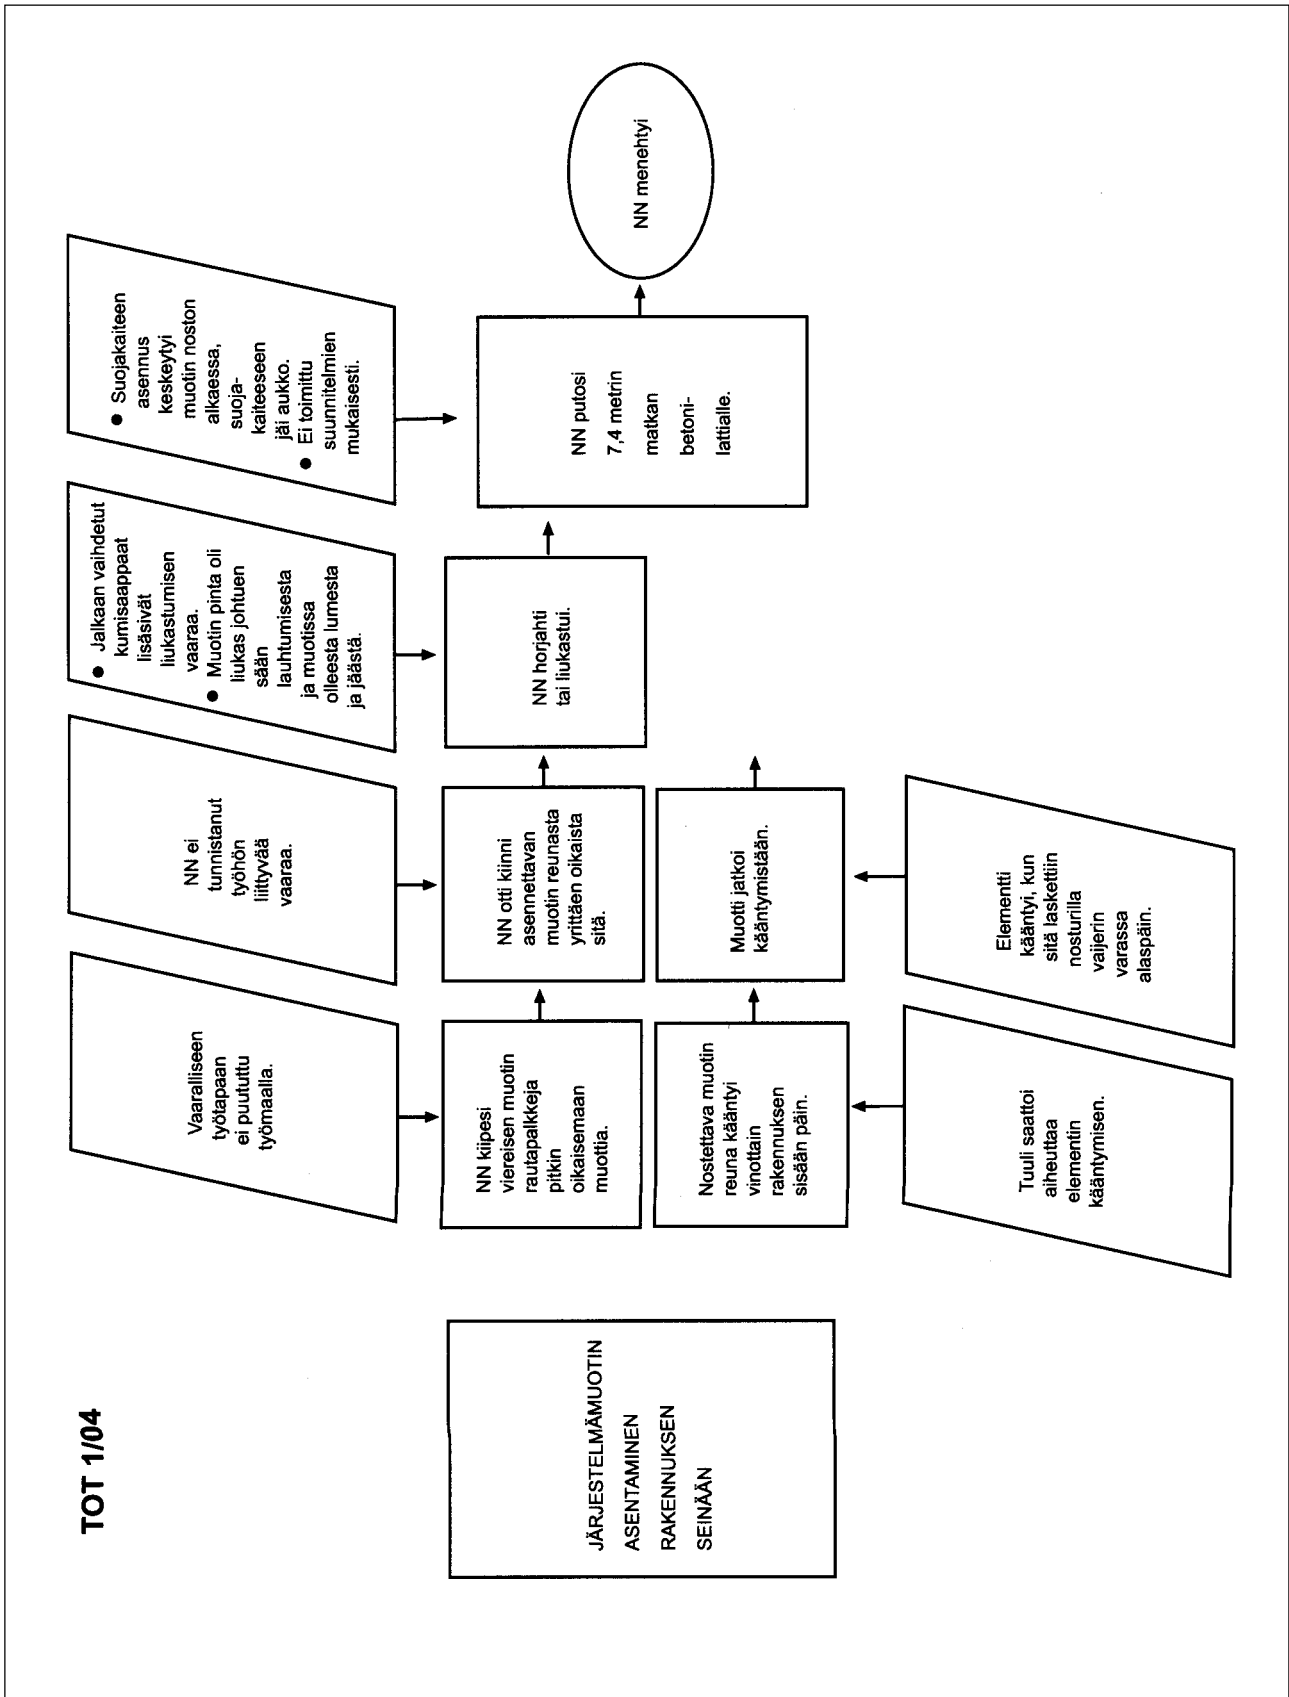 TOT 1/04
JÄRJESTELMÄMUOTIN
ASENTAMINEN
RAKENNUKSEN
SEINÄÄN
Vaaralliseen
työtapaan
ei puututtu
työmaalla.
NN ei
tunnistanut
työhön
liittyvää
vaaraa.
● Jalkaan vaihdetut
kumisaappaat
lisäsivät
liukastumisen
vaaraa.
● Muotin pinta oli
liukas johtuen
sään
lauhtumisesta
ja muotissa
olleesta lumesta
ja jäästä.
● Suojakaiteen
asennus
keskeytyi
muotin noston
alkaessa,
suoja-
kaiteeseen
jäi aukko.
● Ei toimittu
suunnitelmien
mukaisesti.
NN kiipesi
viereisen muotin
rautapalkkeja
pitkin
oikaisemaan
muottia.
NN otti kiinni
asennettavan
muotin reunasta
yrittäen oikaista
sitä.
NN horjahti
tai liukastui.
NN putosi
7,4 metrin
matkan
betoni-
lattialle.
NN menehtyi
Nostettava muotin
reuna kääntyi
vinottain
rakennuksen
sisään päin.
Muotti jatkoi
kääntymistään.
Tuuli saattoi
aiheuttaa
elementin
kääntymisen.
Elementti
kääntyi, kun
sitä laskettiin
nosturilla
vaijerin
varassa
alaspäin.